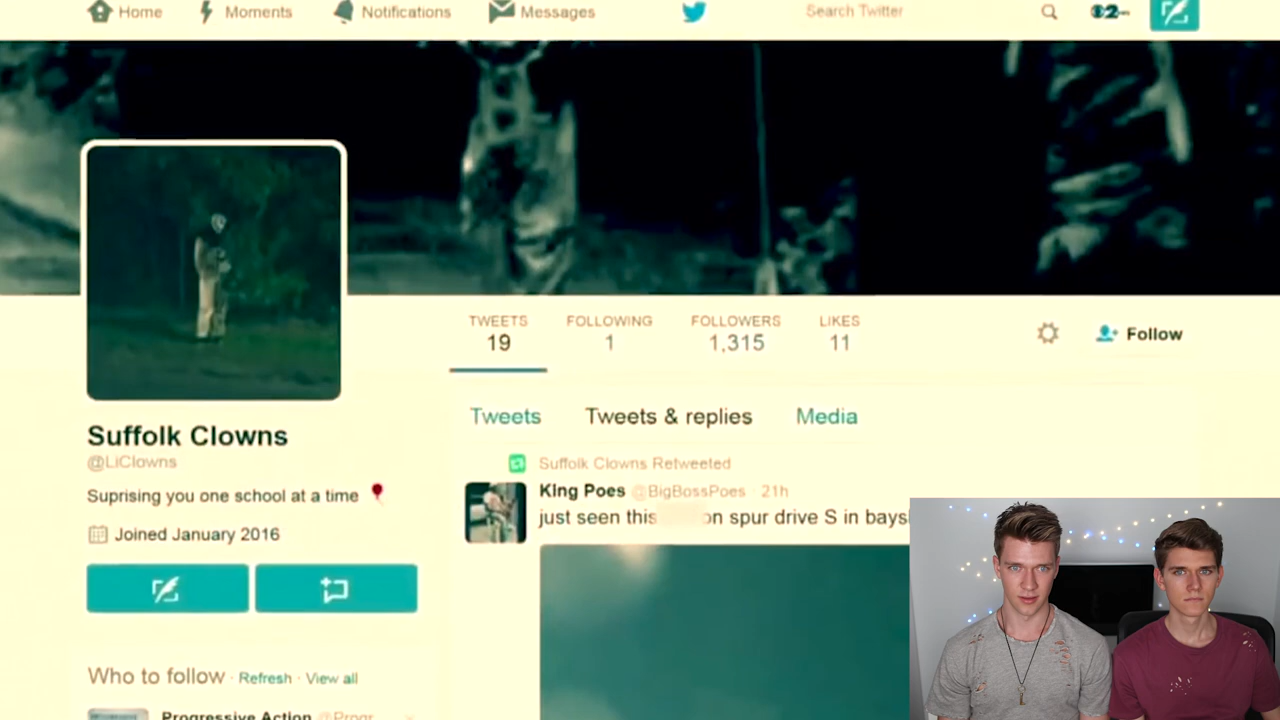 Home Moments Notifications Messages Search Twitter
TWEETS FOLLOWING FOLLOWERS LIKES
19 1 1,315 11
Follow
Suffolk Clowns
@LiClowns
Suprising you one school at a time
Joined January 2016
Who to follow · Refresh · View all
Progressive Action @Progr
Tweets Tweets & replies Media
Suffolk Clowns Retweeted
King Poes @BigBossPoes · 21h
just seen this on spur drive S in bays